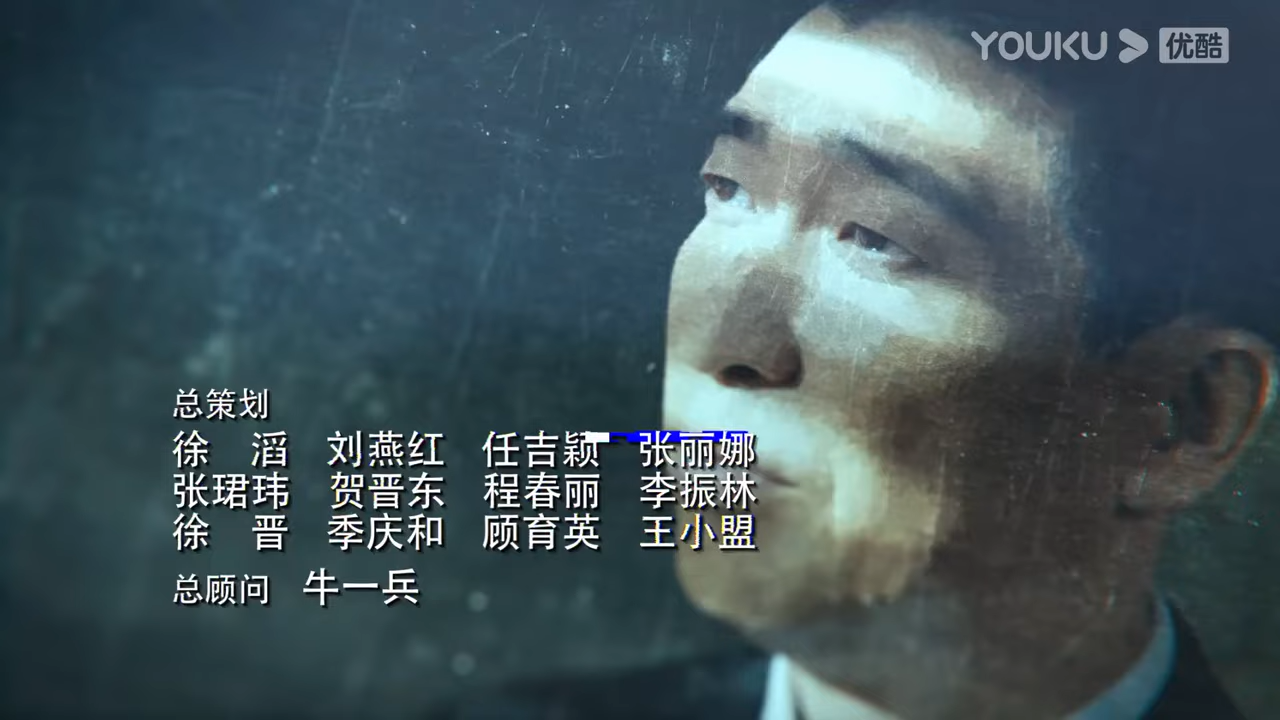 YOUKU 优酷
总策划
徐 滔 刘燕红 任吉颖 张丽娜
张珺玮 贺晋东 程春丽 李振林
徐 晋 季庆和 顾育英 王小盟
总顾问 牛一兵